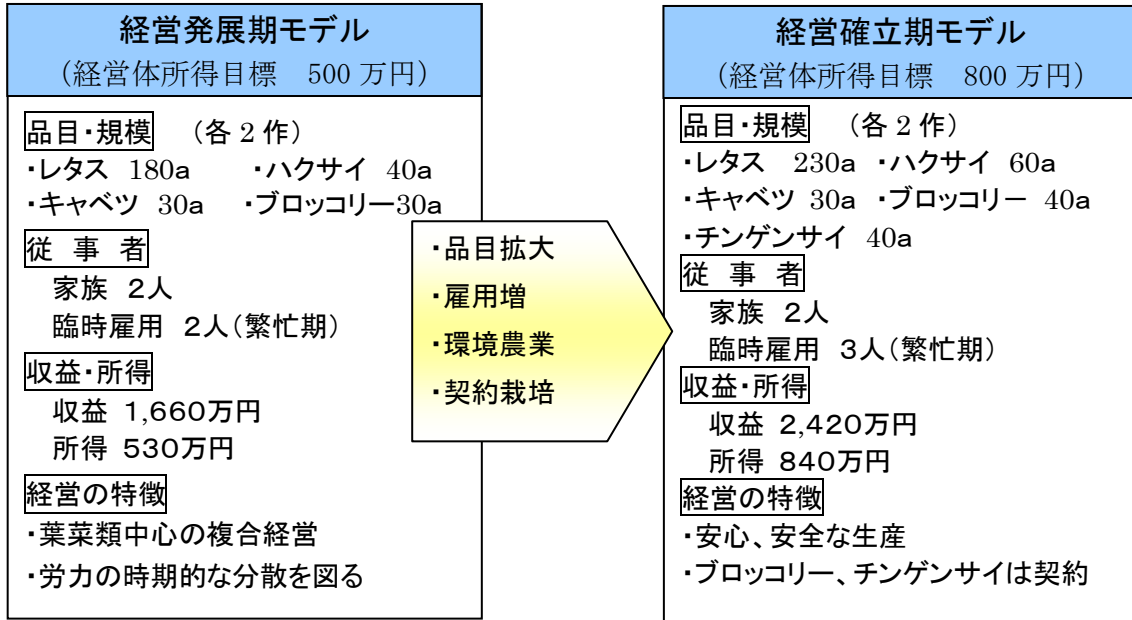 経営発展期モデル
（経営体所得目標　500 万円）
品目・規模　（各 2 作）
・レタス 180a　・ハクサイ 40a
・キャベツ 30a　・ブロッコリー30a
従　事　者
家族 ２人
臨時雇用 ２人（繁忙期）
収益・所得
収益 １,６６０万円
所得 ５３０万円
経営の特徴
・葉菜類中心の複合経営
・労力の時期的な分散を図る
・品目拡大
・雇用増
・環境農業
・契約栽培
経営確立期モデル
（経営体所得目標　800 万円）
品目・規模　（各 2 作）
・レタス　230a ・ハクサイ 60a
・キャベツ 30a ・ブロッコリー 40a
・チンゲンサイ 40a
従　事　者
家族 ２人
臨時雇用 ３人（繁忙期）
収益・所得
収益 ２,４２０万円
所得 ８４０万円
経営の特徴
・安心、安全な生産
・ブロッコリー、チンゲンサイは契約